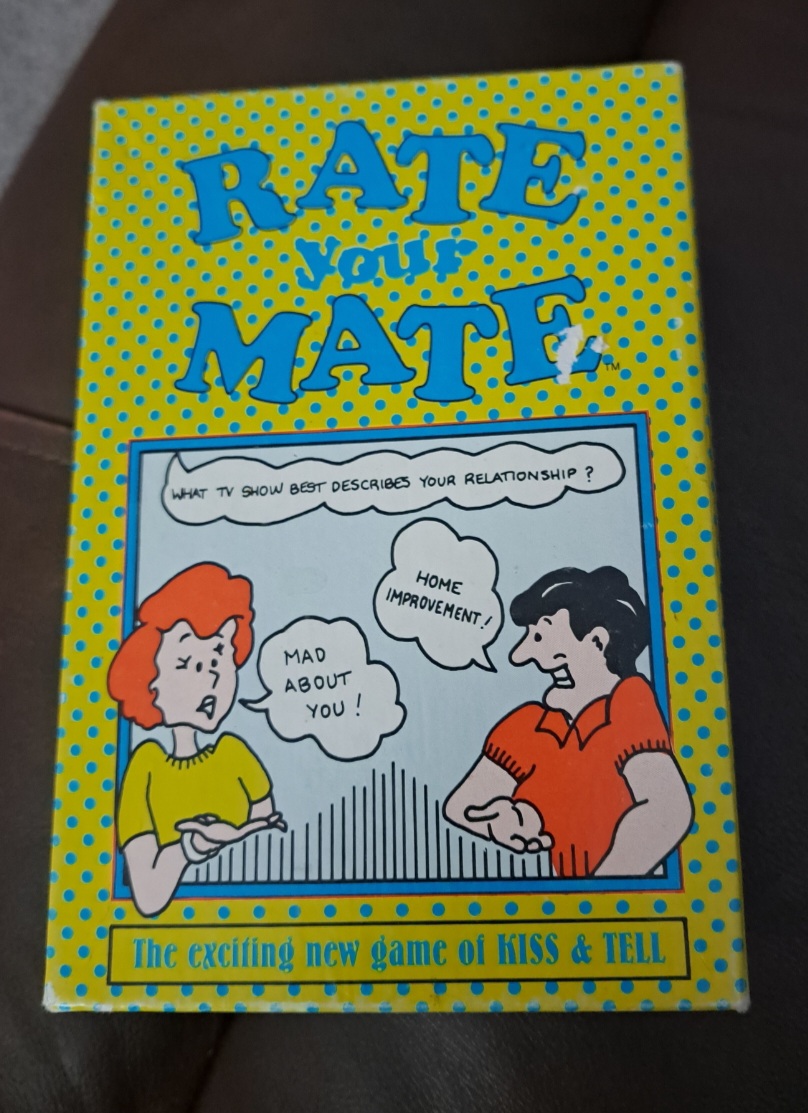 RATE
your
MATE
TM
WHAT TV SHOW BEST DESCRIBES YOUR RELATIONSHIP ?
HOME
IMPROVEMENT!
MAD
ABOUT
YOU !
The exciting new game of KISS & TELL